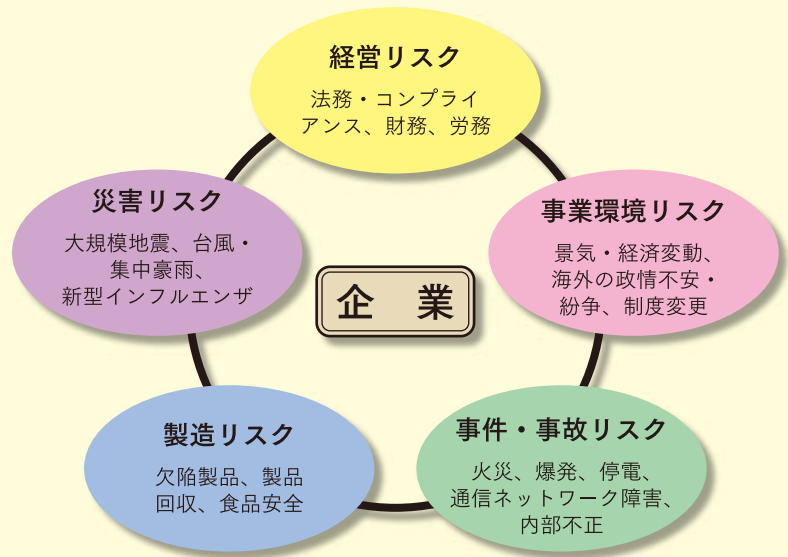 経営リスク
法務・コンプライ
アンス、財務、労務
災害リスク
大規模地震、台風・
集中豪雨、
新型インフルエンザ
事業環境リスク
景気・経済変動、
海外の政情不安・
紛争、制度変更
企　業
製造リスク
欠陥製品、製品
回収、食品安全
事件・事故リスク
火災、爆発、停電、
通信ネットワーク障害、
内部不正